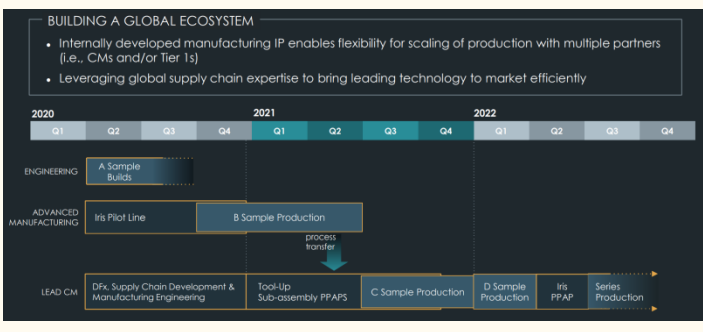 BUILDING A GLOBAL ECOSYSTEM
• Internally developed manufacturing IP enables flexibility for scaling of production with multiple partners
(i.e., CMs and/or Tier 1s)
• Leveraging global supply chain expertise to bring leading technology to market efficiently
2020 2021 2022
Q1 Q2 Q3 Q4 Q1 Q2 Q3 Q4 Q1 Q2 Q3 Q4
ENGINEERING
A Sample
Builds
ADVANCED
MANUFACTURING
Iris Pilot Line
B Sample Production
process
transfer
LEAD CM
DFx, Supply Chain Development &
Manufacturing Engineering
Tool-Up
Sub-assembly PPAPS
C Sample Production
D Sample
Production
Iris
PPAP
Series
Production